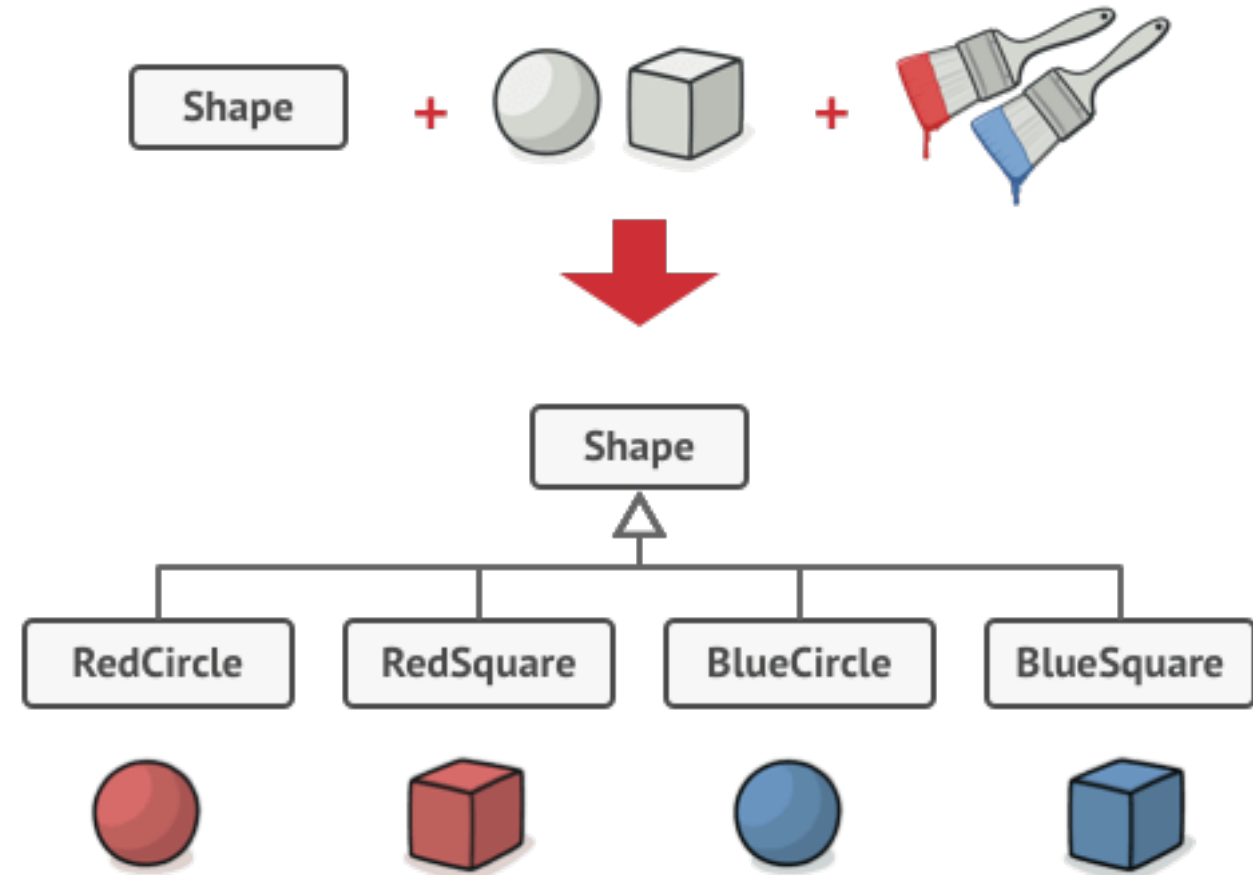 Shape
+
+
Shape
RedCircle
RedSquare
BlueCircle
BlueSquare